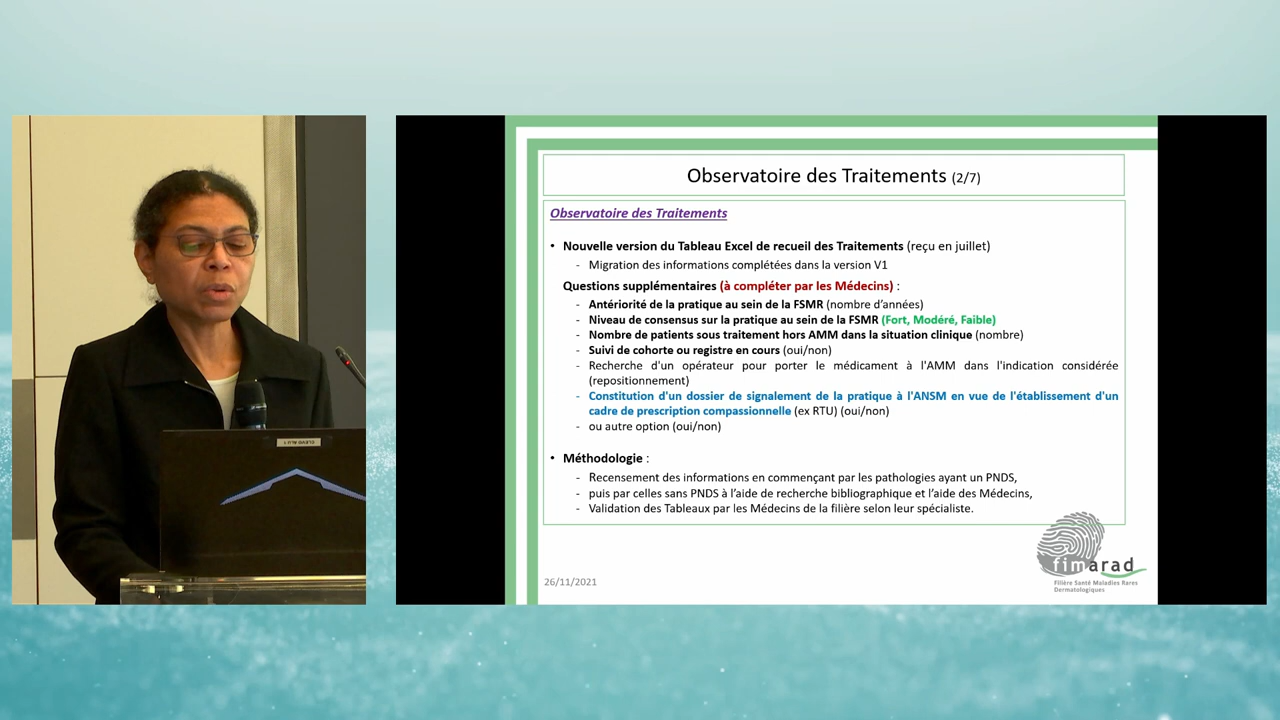 Observatoire des Traitements (2/7)
Observatoire des Traitements
• Nouvelle version du Tableau Excel de recueil des Traitements (reçu en juillet)
- Migration des informations complétées dans la version V1
Questions supplémentaires (à compléter par les Médecins) :
- Antériorité de la pratique au sein de la FSMR (nombre d'années)
- Niveau de consensus sur la pratique au sein de la FSMR (Fort, Modéré, Faible)
- Nombre de patients sous traitement hors AMM dans la situation clinique (nombre)
- Suivi de cohorte ou registre en cours (oui/non)
- Recherche d'un opérateur pour porter le médicament à l'AMM dans l'indication considérée
(repositionnement)
- Constitution d'un dossier de signalement de la pratique à l'ANSM en vue de l'établissement d'un
cadre de prescription compassionnelle (ex RTU) (oui/non)
- ou autre option (oui/non)
• Méthodologie :
- Recensement des informations en commençant par les pathologies ayant un PNDS,
- puis par celles sans PNDS à l'aide de recherche bibliographique et l'aide des Médecins,
- Validation des Tableaux par les Médecins de la filière selon leur spécialiste.
26/11/2021
fimarad
Filière Santé Maladies Rares
Dermatologiques